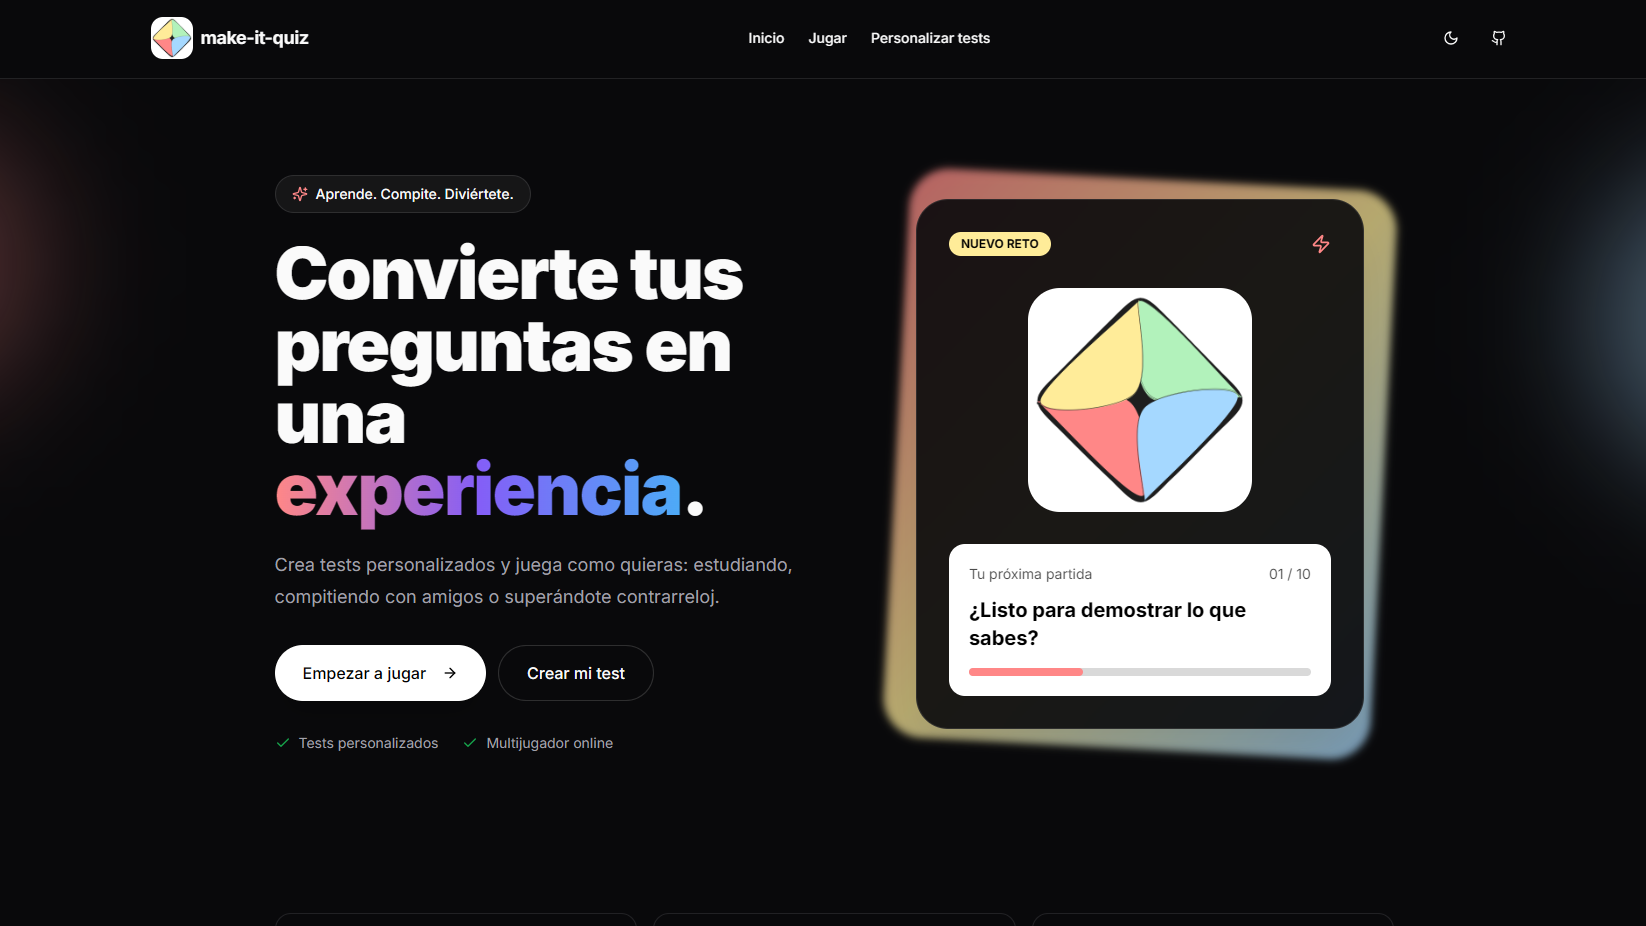 make-it-quiz
Inicio
Jugar
Personalizar tests
Aprende. Compite. Diviértete.
Convierte tus
preguntas en
una
experiencia.
Crea tests personalizados y juega como quieras: estudiando,
compitiendo con amigos o superándote contrarreloj.
Empezar a jugar
Crear mi test
Tests personalizados
Multijugador online
NUEVO RETO
Tu próxima partida
01 / 10
¿Listo para demostrar lo que
sabes?